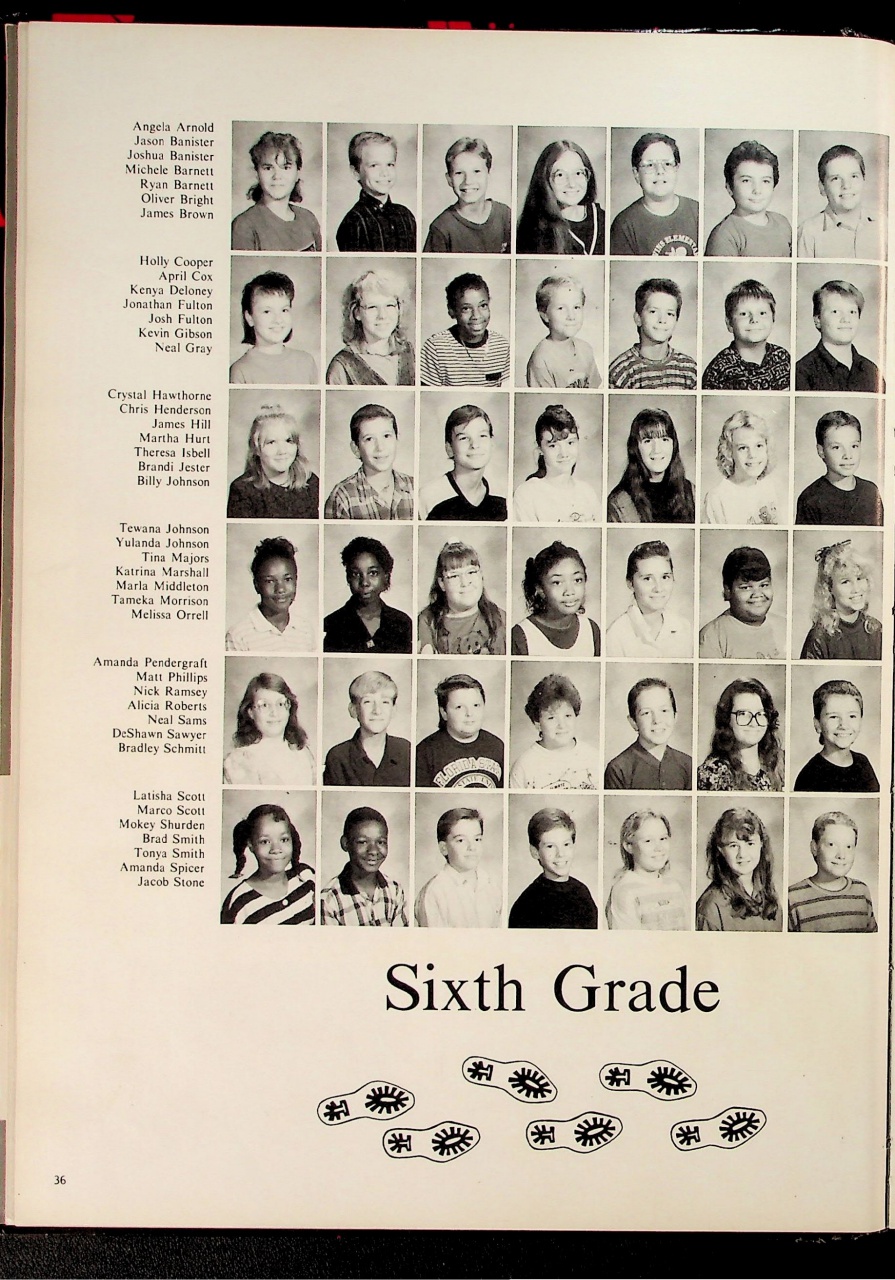 Angela Arnold
Jason Banister
Joshua Banister
Michele Barnett
Ryan Barnett
Oliver Bright
James Brown
Holly Cooper
April Cox
Kenya Deloney
Jonathan Fulton
Josh Fulton
Kevin Gibson
Neal Gray
Crystal Hawthorne
Chris Henderson
James Hill
Martha Hurt
Theresa Isbell
Brandi Jester
Billy Johnson
Tewana Johnson
Yulanda Johnson
Tina Majors
Katrina Marshall
Marla Middleton
Tameka Morrison
Melissa Orrell
Amanda Pendergraft
Matt Phillips
Nick Ramsey
Alicia Roberts
Neal Sams
DeShawn Sawyer
Bradley Schmitt
FLORIDA
Latisha Scott
Marco Scott
Mokey Shurden
Brad Smith
Tonya Smith
Amanda Spicer
Jacob Stone
Sixth Grade
36